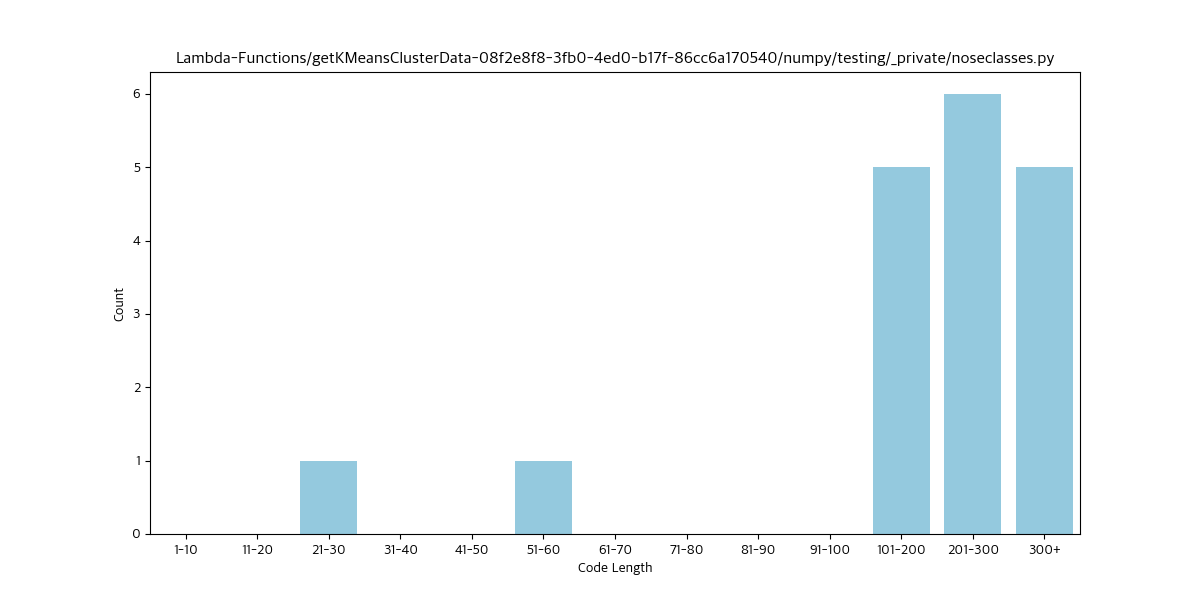 Lambda-Functions/getKMeansClusterData-08f2e8f8-3fb0-4ed0-b17f-86cc6a170540/numpy/testing/_private/noseclasses.py
6
5
4
3
2
1
0
Count
1-10 11-20 21-30 31-40 41-50 51-60 61-70 71-80 81-90 91-100 101-200 201-300 300+
Code Length